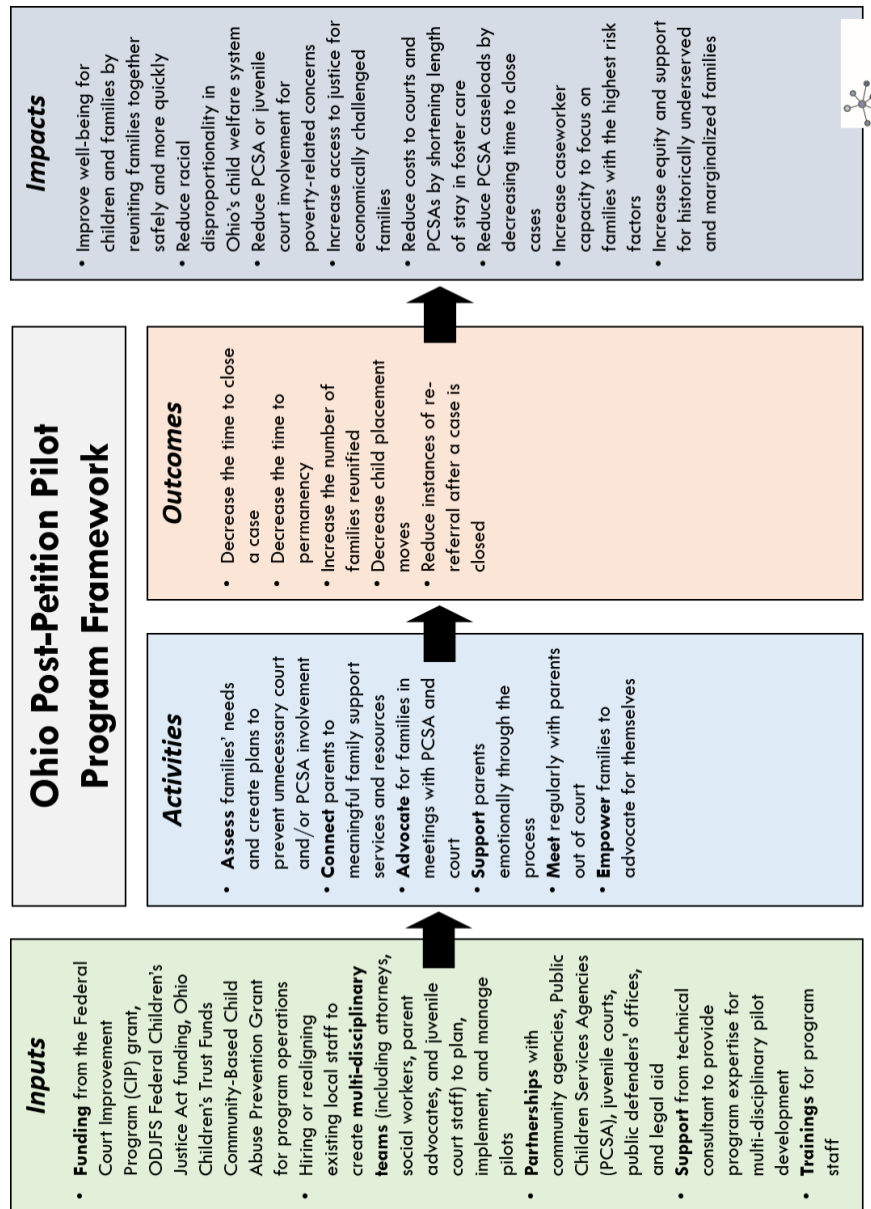 Ohio Post-Petition Pilot
Program Framework
Inputs
• Funding from the Federal
Court Improvement
Program (CIP) grant,
ODJFS Federal Children's
Justice Act funding, Ohio
Children's Trust Funds
Community-Based Child
Abuse Prevention Grant
for program operations
• Hiring or realigning
existing local staff to
create multi-disciplinary
teams (including attorneys,
social workers, parent
advocates, and juvenile
court staff) to plan,
implement, and manage
pilots
• Partnerships with
community agencies, Public
Children Services Agencies
(PCSA), juvenile courts,
public defenders' offices,
and legal aid
• Support from technical
consultant to provide
program expertise for
multi-disciplinary pilot
development
• Trainings for program
staff
Activities
• Assess families' needs
and create plans to
prevent unnecessary court
and/or PCSA involvement
• Connect parents to
meaningful family support
services and resources
• Advocate for families in
meetings with PCSA and
court
• Support parents
emotionally through the
process
• Meet regularly with parents
out of court
• Empower families to
advocate for themselves
Outcomes
• Decrease the time to close
a case
• Decrease the time to
permanency
• Increase the number of
families reunified
• Decrease child placement
moves
• Reduce instances of re-
referral after a case is
closed
Impacts
• Improve well-being for
children and families by
reuniting families together
safely and more quickly
• Reduce racial
disproportionality in
Ohio's child welfare system
• Reduce PCSA or juvenile
court involvement for
poverty-related concerns
• Increase access to justice for
economically challenged
families
• Reduce costs to courts and
PCSAs by shortening length
of stay in foster care
• Reduce PCSA caseloads by
decreasing time to close
cases
• Increase caseworker
capacity to focus on
families with the highest risk
factors
• Increase equity and support
for historically underserved
and marginalized families